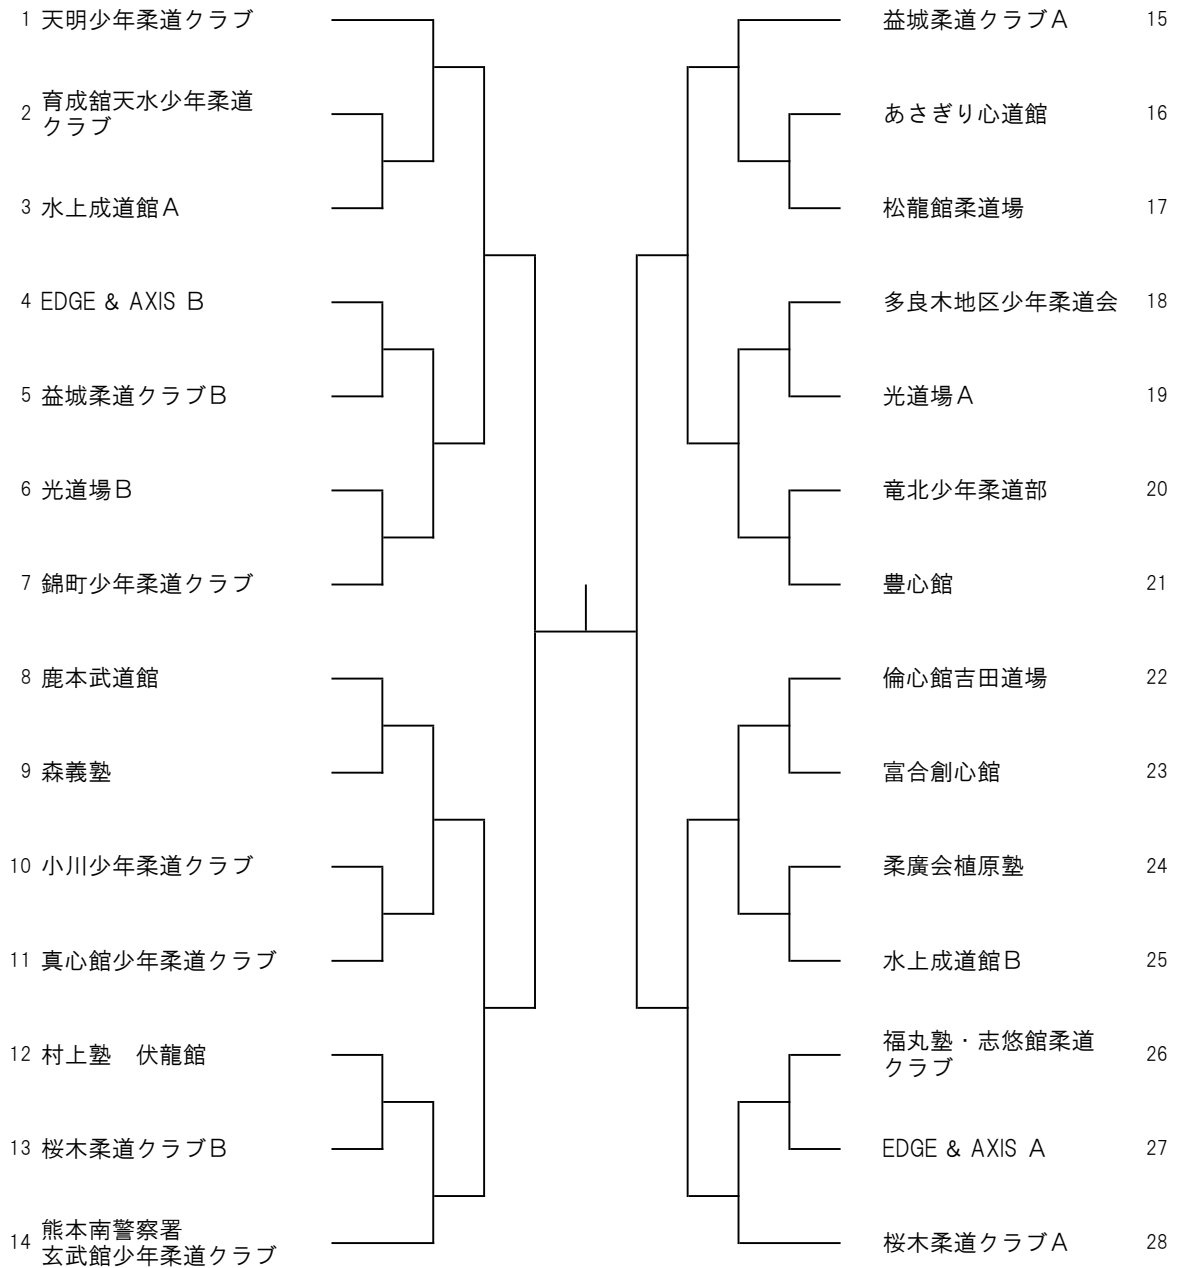 1 天明少年柔道クラブ
2 育成舘天水少年柔道
クラブ
3 水上成道館A
4 EDGE & AXIS B
5 益城柔道クラブB
6 光道場B
7 錦町少年柔道クラブ
8 鹿本武道館
9 森義塾
10 小川少年柔道クラブ
11 真心館少年柔道クラブ
12 村上塾　伏龍館
13 桜木柔道クラブB
14 熊本南警察署
玄武館少年柔道クラブ
益城柔道クラブA 15
あさぎり心道館 16
松龍館柔道場 17
多良木地区少年柔道会 18
光道場A 19
竜北少年柔道部 20
豊心館 21
倫心館吉田道場 22
富合創心館 23
柔廣会植原塾 24
水上成道館B 25
福丸塾・志悠館柔道
クラブ 26
EDGE & AXIS A 27
桜木柔道クラブA 28